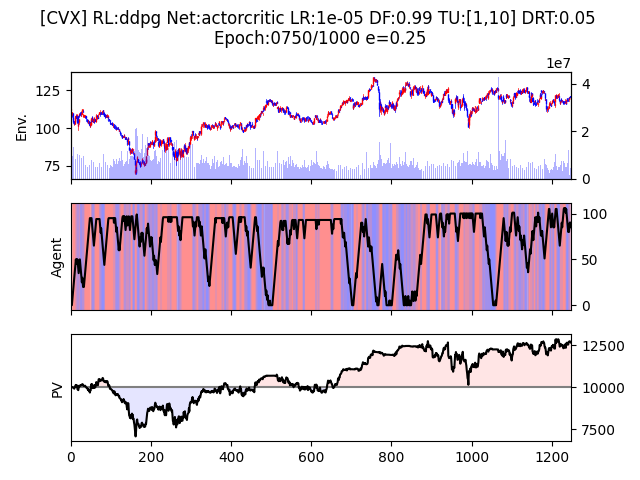 [CVX] RL:ddpg Net:actorcritic LR:1e-05 DF:0.99 TU:[1,10] DRT:0.05
Epoch:0750/1000 e=0.25
1e7
Env.
125
100
75
4
2
0
Agent
100
50
0
PV
12500
10000
7500
0 200 400 600 800 1000 1200